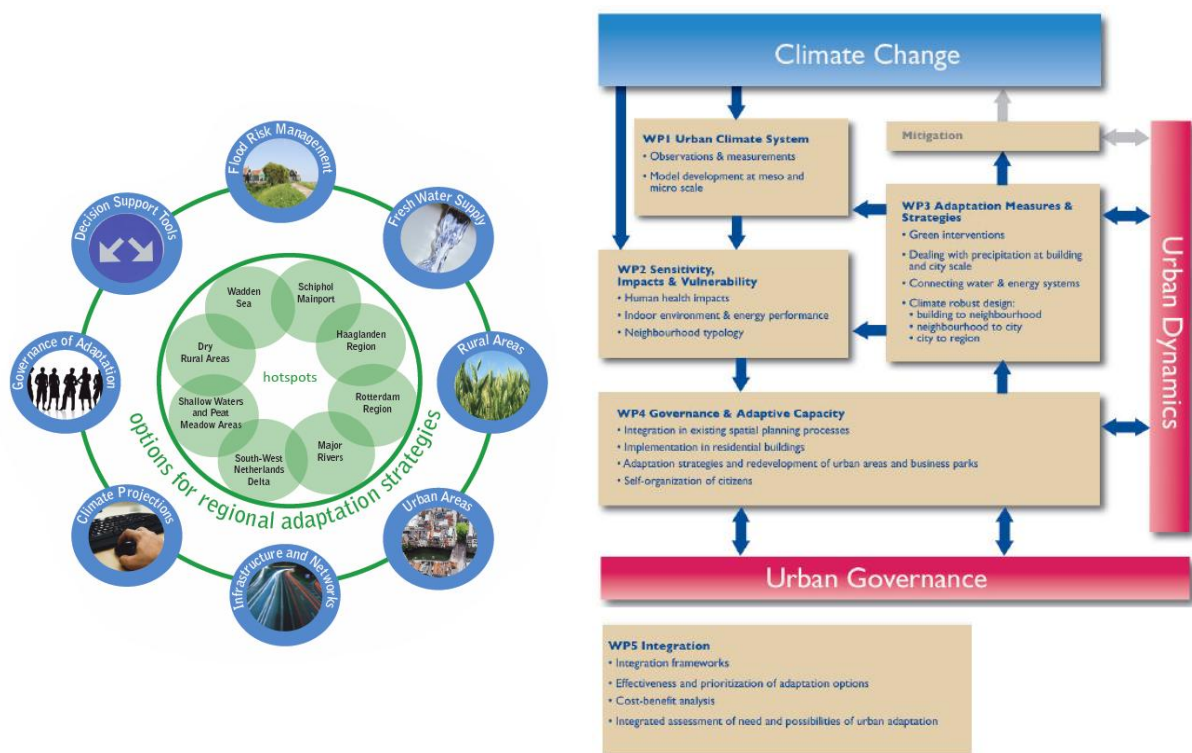 Flood Risk Management
Fresh Water Supply
Rural Areas
Urban Areas
Infrastructure and Networks
Climate Projections
Governance of Adaptation
Decision Support Tools
Wadden
Sea
Schiphol
Mainport
Haaglanden
Region
Rotterdam
Region
Major
Rivers
South-West
Netherlands
Delta
Shallow Waters
and Peat
Meadow Areas
Dry
Rural Areas
hotspots
options for regional adaptation strategies
Climate Change
WP1 Urban Climate System
• Observations & measurements
• Model development at meso and
micro scale
Mitigation
WP3 Adaptation Measures &
Strategies
• Green interventions
• Dealing with precipitation at building
and city scale
• Connecting water & energy systems
• Climate robust design:
• building to neighbourhood
• neighbourhood to city
• city to region
WP2 Sensitivity,
Impacts & Vulnerability
• Human health impacts
• Indoor environment & energy performance
• Neighbourhood typology
WP4 Governance & Adaptive Capacity
• Integration in existing spatial planning processes
• Implementation in residential buildings
• Adaptation strategies and redevelopment of urban areas and business parks
• Self-organization of citizens
Urban Dynamics
Urban Governance
WP5 Integration
• Integration frameworks
• Effectiveness and prioritization of adaptation options
• Cost-benefit analysis
• Integrated assessment of need and possibilities of urban adaptation